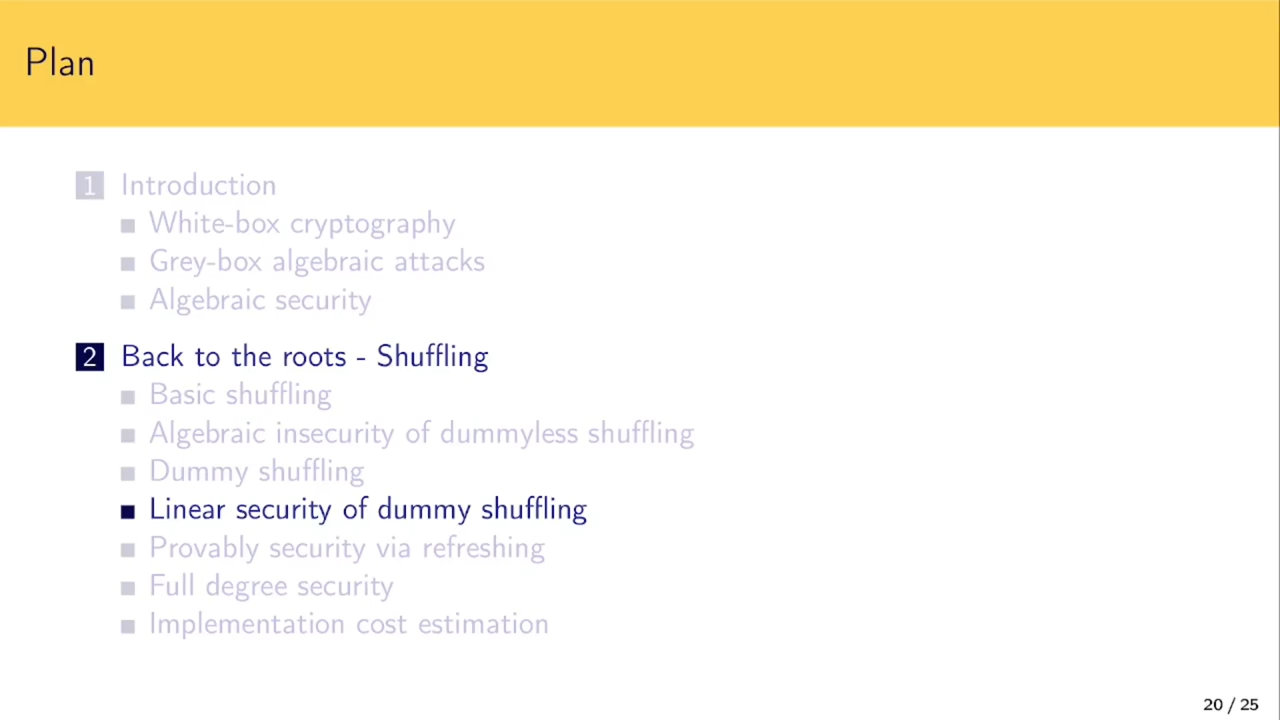 Plan
1 Introduction
White-box cryptography
Grey-box algebraic attacks
Algebraic security
2 Back to the roots - Shuffling
Basic shuffling
Algebraic insecurity of dummyless shuffling
Dummy shuffling
Linear security of dummy shuffling
Provably security via refreshing
Full degree security
Implementation cost estimation
20 / 25